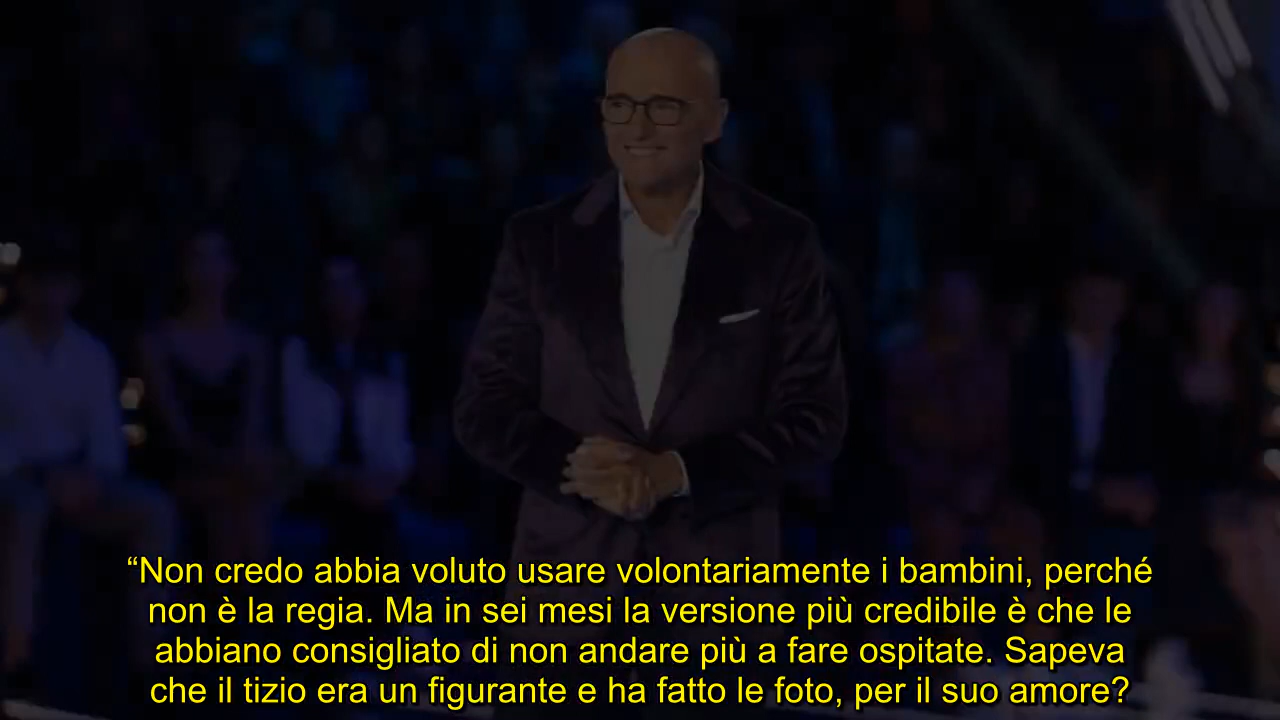 “Non credo abbia voluto usare volontariamente i bambini, perché
non è la regia. Ma in sei mesi la versione più credibile è che le
abbiano consigliato di non andare più a fare ospitate. Sapeva
che il tizio era un figurante e ha fatto le foto, per il suo amore?